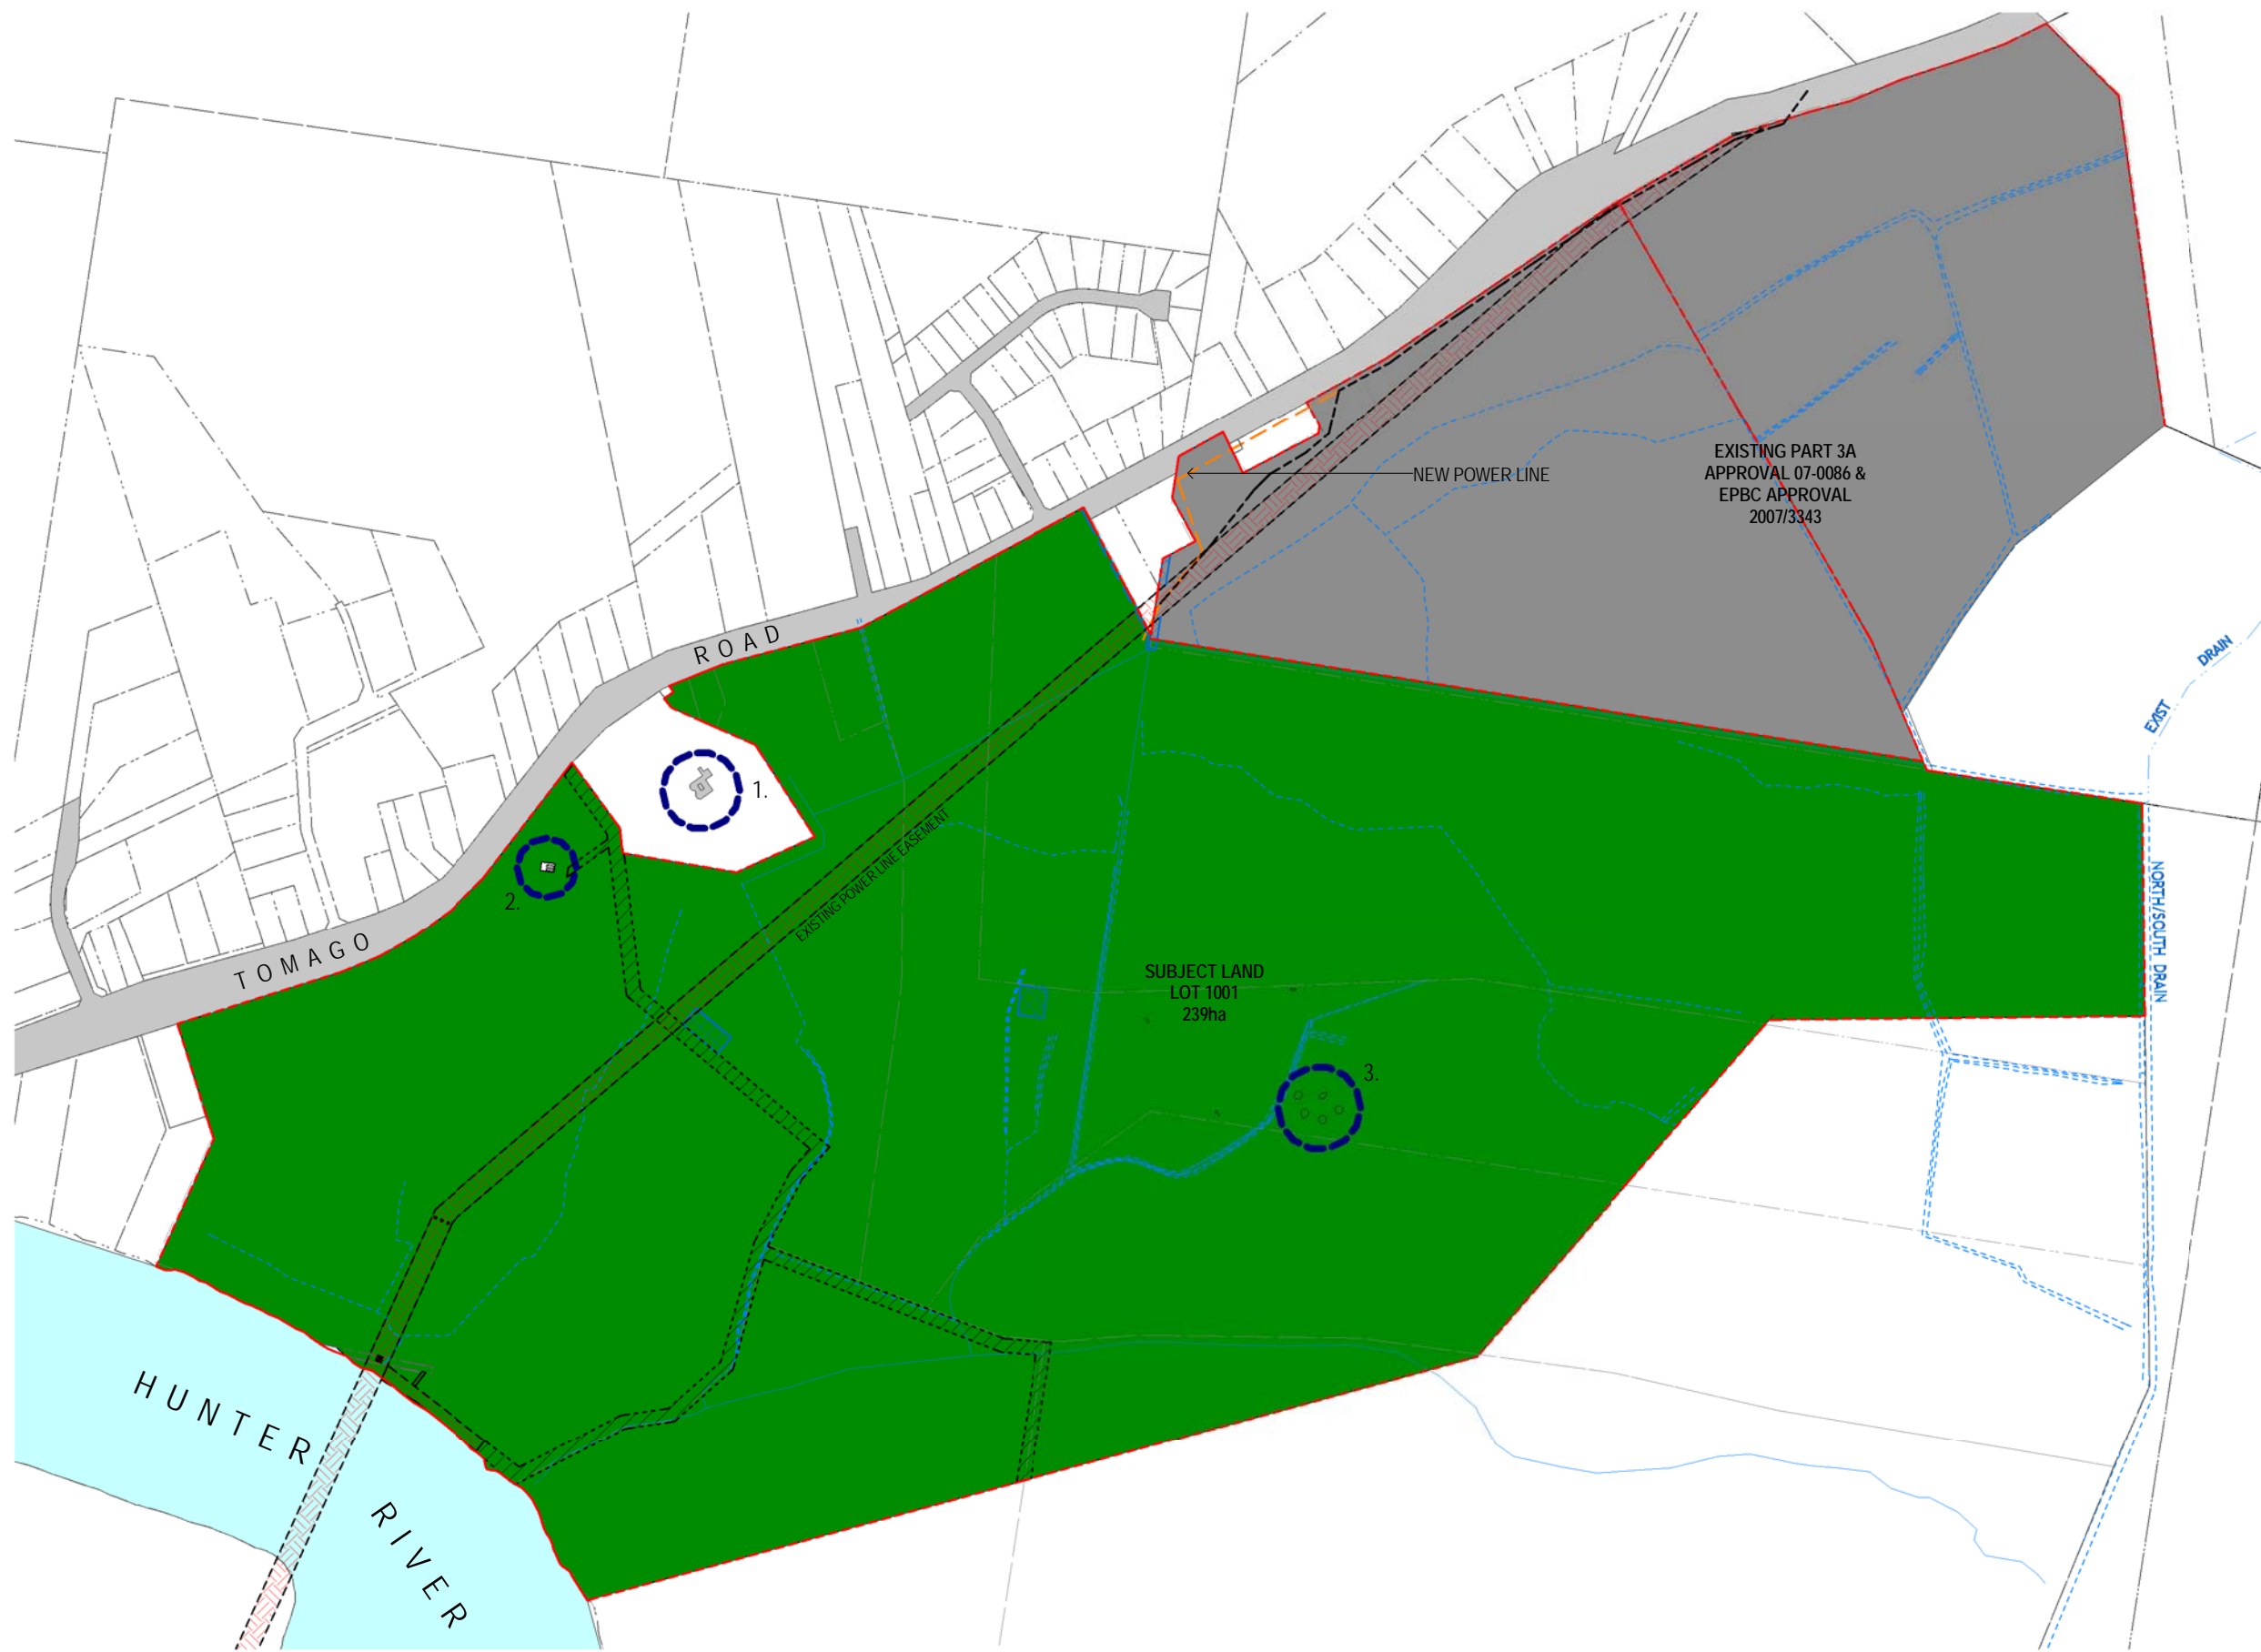 EXISTING PART 3A
APPROVAL 07-0086 &
EPBC APPROVAL
2007/3343
NEW POWER LINE
ROAD
DRAIN
EXIST
1.
2.
EXISTING POWER LINE EASEMENT
NORTH/SOUTH DRAIN
TOMAGO
SUBJECT LAND
LOT 1001
239ha
3.
HUNTER
RIVER